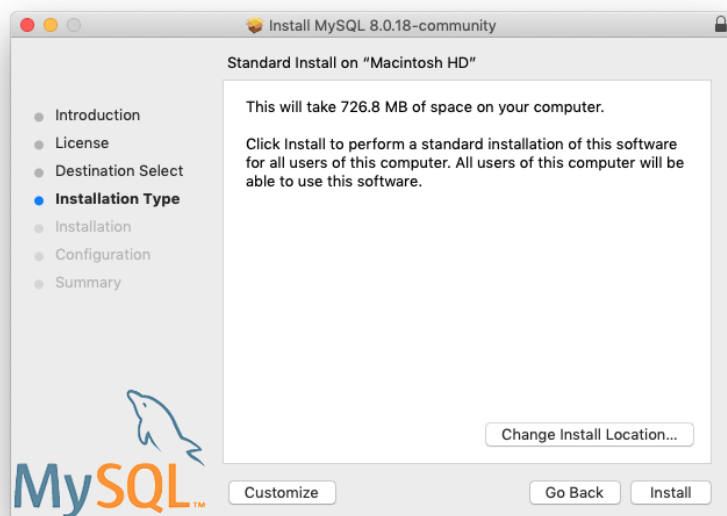 Install MySQL 8.0.18-community
Standard Install on “Macintosh HD”
Introduction
License
Destination Select
Installation Type
Installation
Configuration
Summary
This will take 726.8 MB of space on your computer.
Click Install to perform a standard installation of this software
for all users of this computer. All users of this computer will be
able to use this software.
Change Install Location...
MySQL™
Customize
Go Back
Install